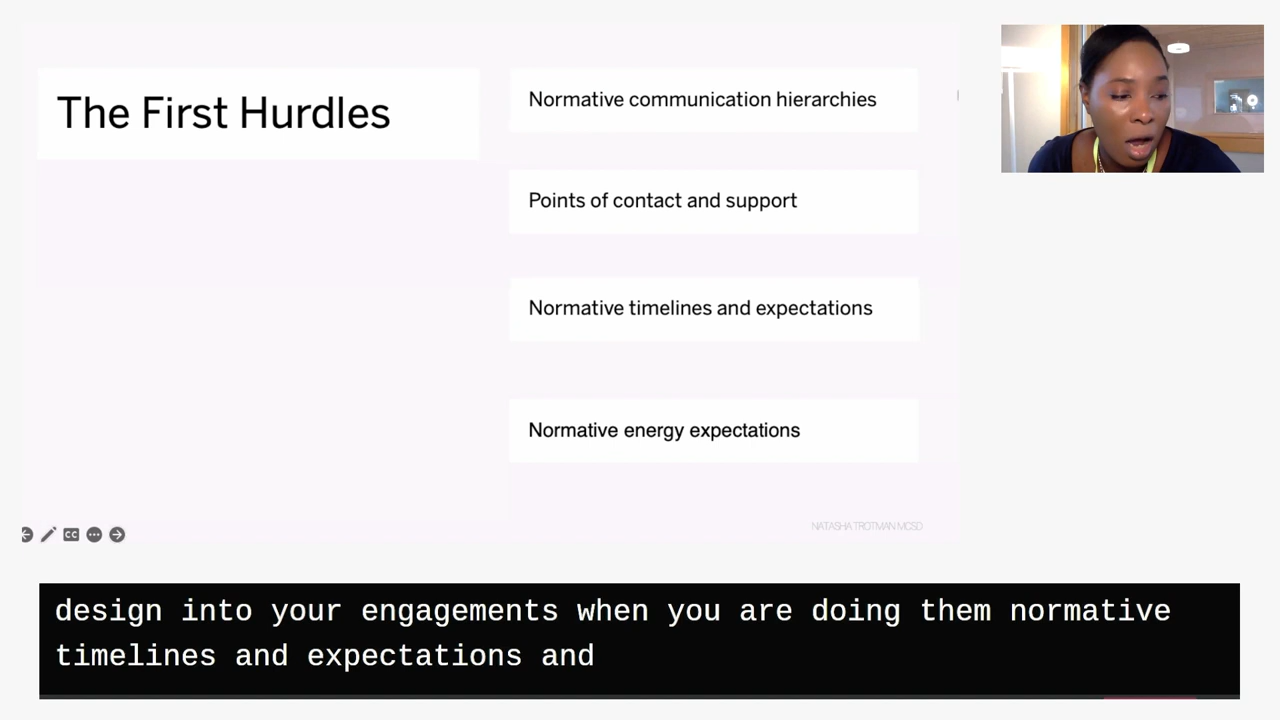 The First Hurdles
Normative communication hierarchies
Points of contact and support
Normative timelines and expectations
Normative energy expectations
NATASHA TROTMAN MCSD
CC
design into your engagements when you are doing them normative
timelines and expectations and